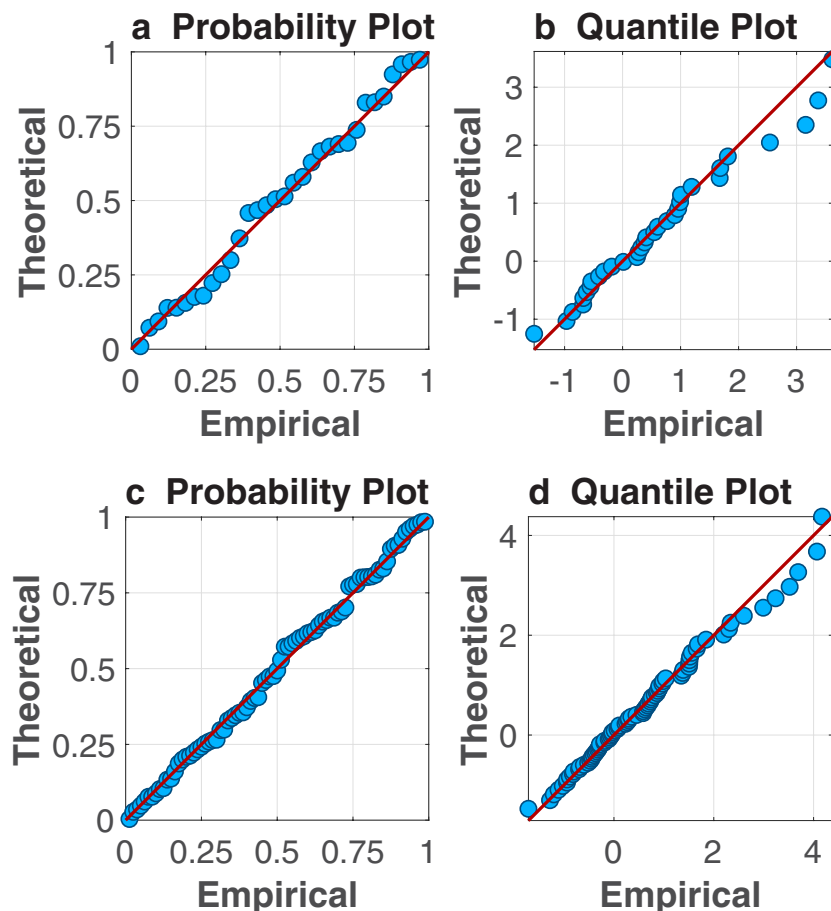 a Probability Plot
1
0.75
0.5
0.25
0
0 0.25 0.5 0.75 1
Theoretical
Empirical
b Quantile Plot
3
2
1
0
-1
-1 0 1 2 3
Theoretical
Empirical
c Probability Plot
1
0.75
0.5
0.25
0
0 0.25 0.5 0.75 1
Theoretical
Empirical
d Quantile Plot
4
2
0
0 2 4
Theoretical
Empirical